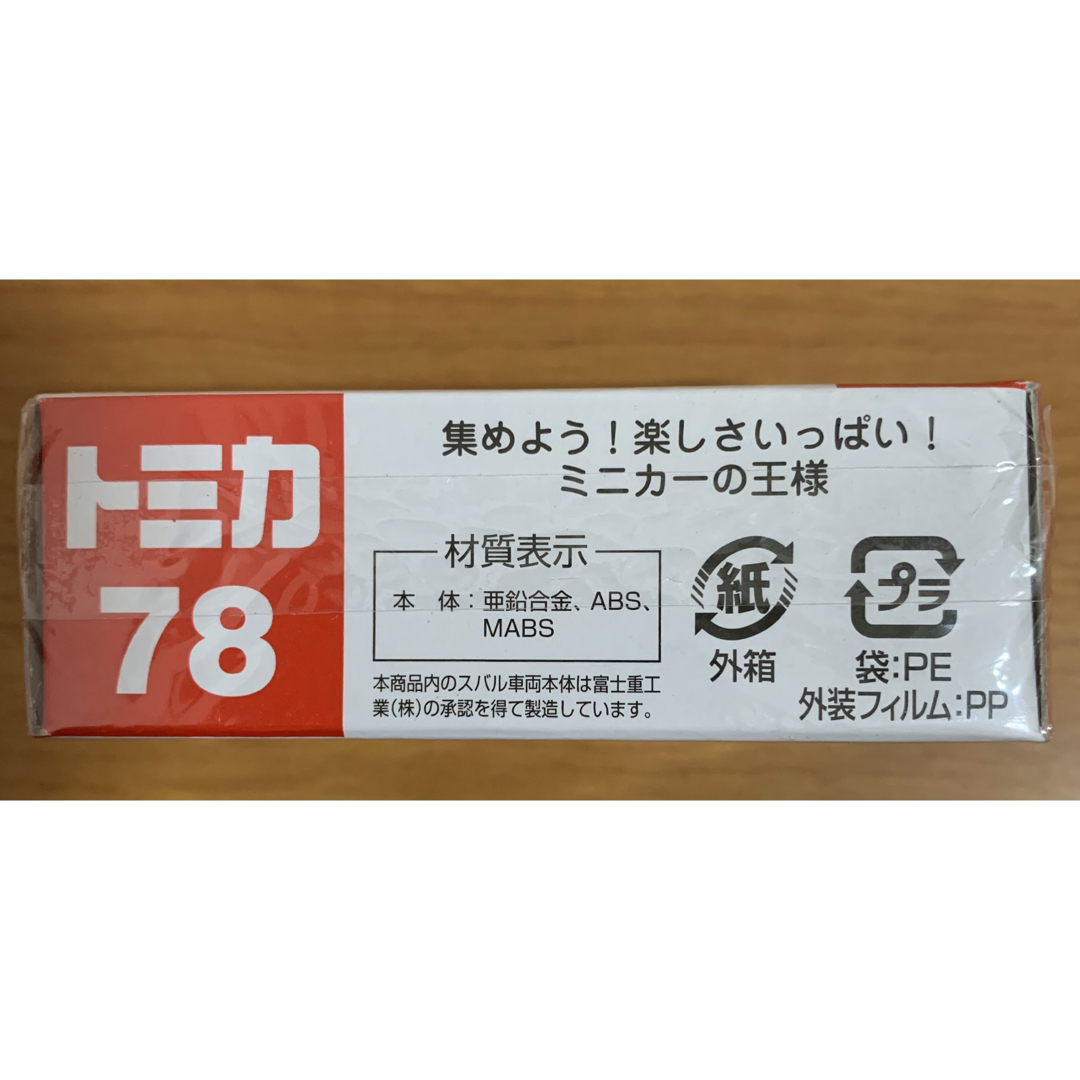 トミカ
78
集めよう！楽しさいっぱい！
ミニカーの王様
材質表示
本　体：亜鉛合金、ABS、
MABS
本商品内のスバル車両本体は富士重工
業(株)の承認を得て製造しています。
紙
外箱
プラ
袋：PE
外装フィルム：PP